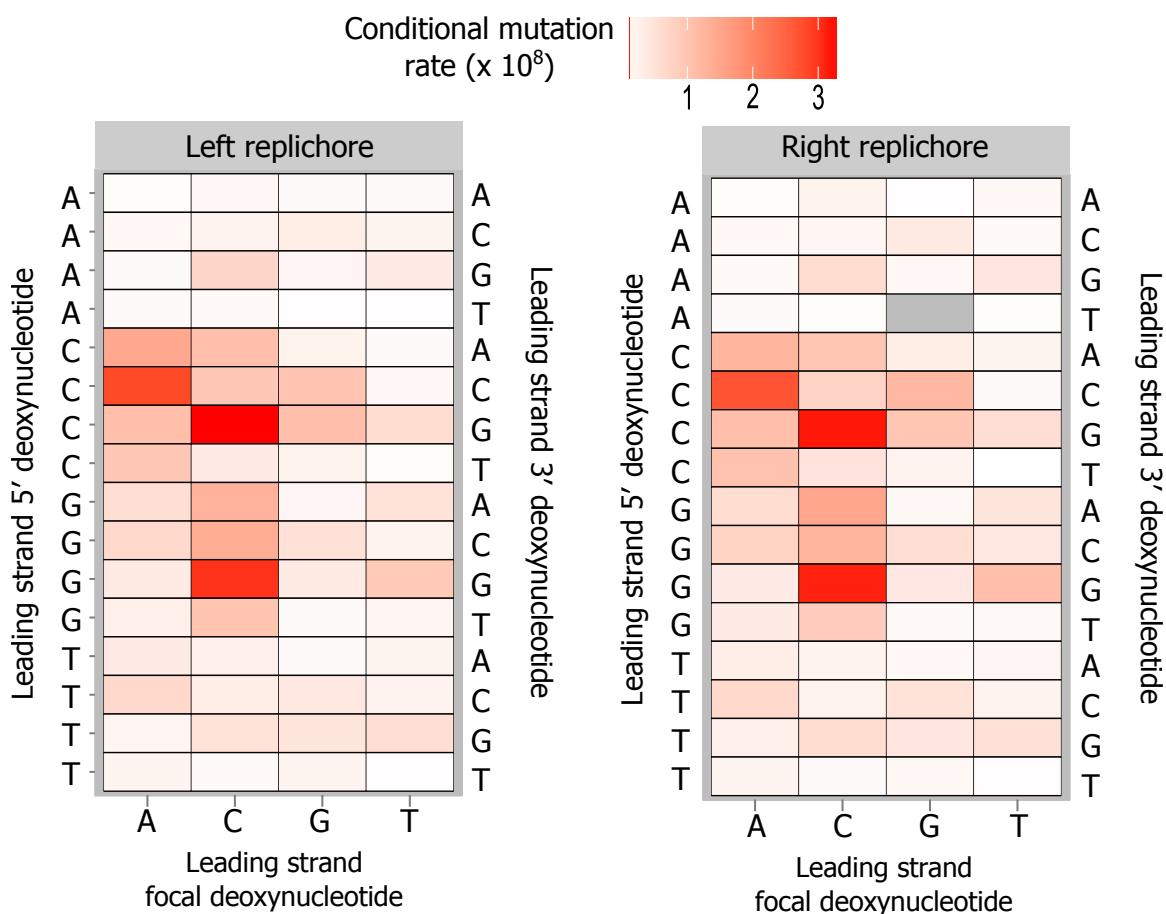 Conditional mutation
rate (x 10⁸)
1 2 3
Left replichore
Leading strand 5′ deoxynucleotide
A A
A C
A G
A T
C A
C C
C G
C T
G A
G C
G G
G T
T A
T C
T G
T T
Leading strand 3′ deoxynucleotide
A C G T
Leading strand
focal deoxynucleotide
Right replichore
Leading strand 5′ deoxynucleotide
A A
A C
A G
A T
C A
C C
C G
C T
G A
G C
G G
G T
T A
T C
T G
T T
Leading strand 3′ deoxynucleotide
A C G T
Leading strand
focal deoxynucleotide